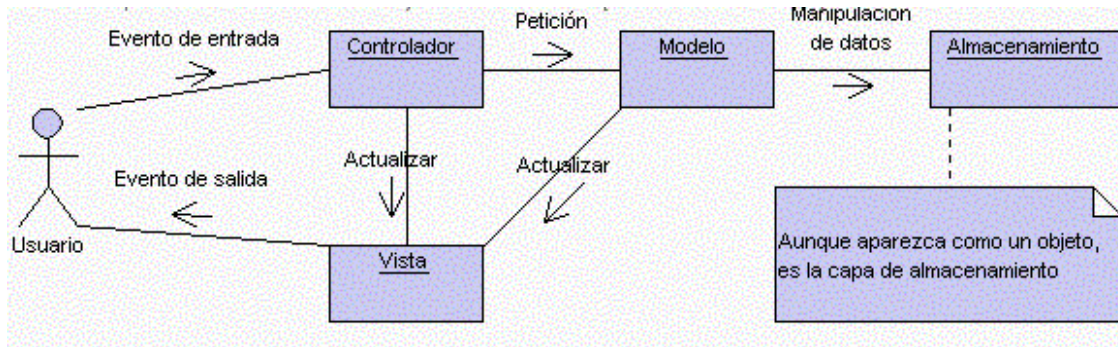 Evento de entrada
Controlador
Petición
Modelo
Manipulacion
de datos
Almacenamiento
Actualizar
Actualizar
Evento de salida
Usuario
Vista
Aunque aparezca como un objeto,
es la capa de almacenamiento